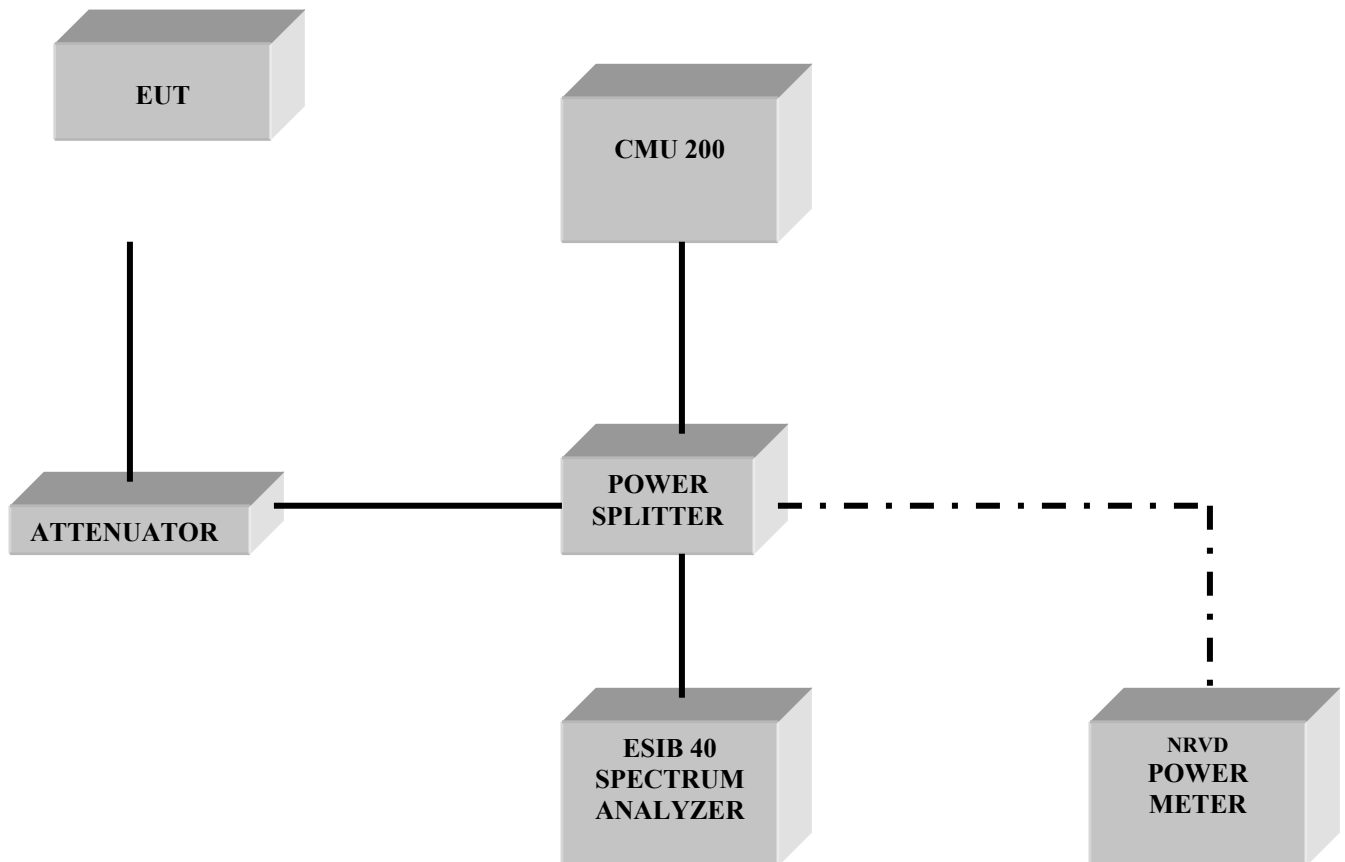 EUT
CMU 200
POWER
SPLITTER
ATTENUATOR
ESIB 40
SPECTRUM
ANALYZER
NRVD
POWER
METER